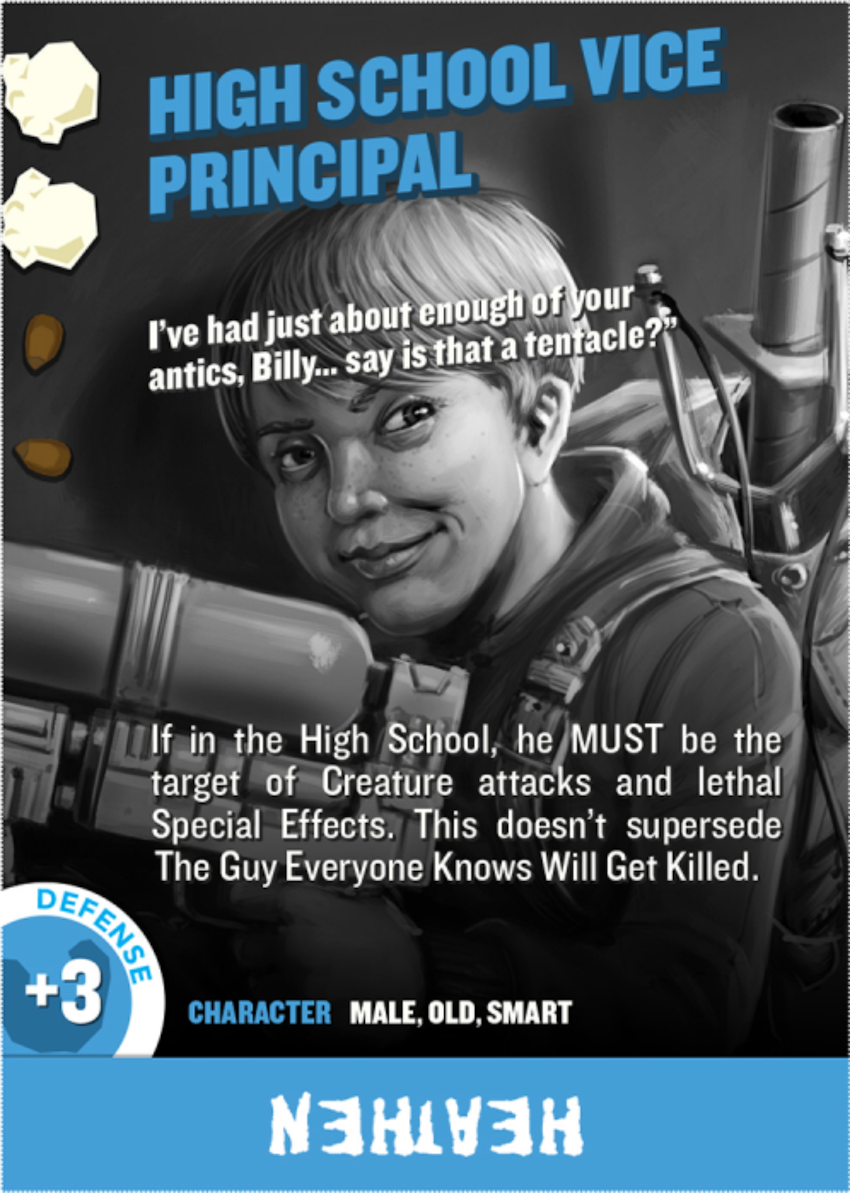 HIGH SCHOOL VICE
PRINCIPAL
I've had just about enough of your
antics, Billy... say is that a tentacle?"
If in the High School, he MUST be the
target of Creature attacks and lethal
Special Effects. This doesn't supersede
The Guy Everyone Knows Will Get Killed.
DEFENSE
+3
CHARACTER MALE, OLD, SMART
HEATHEN